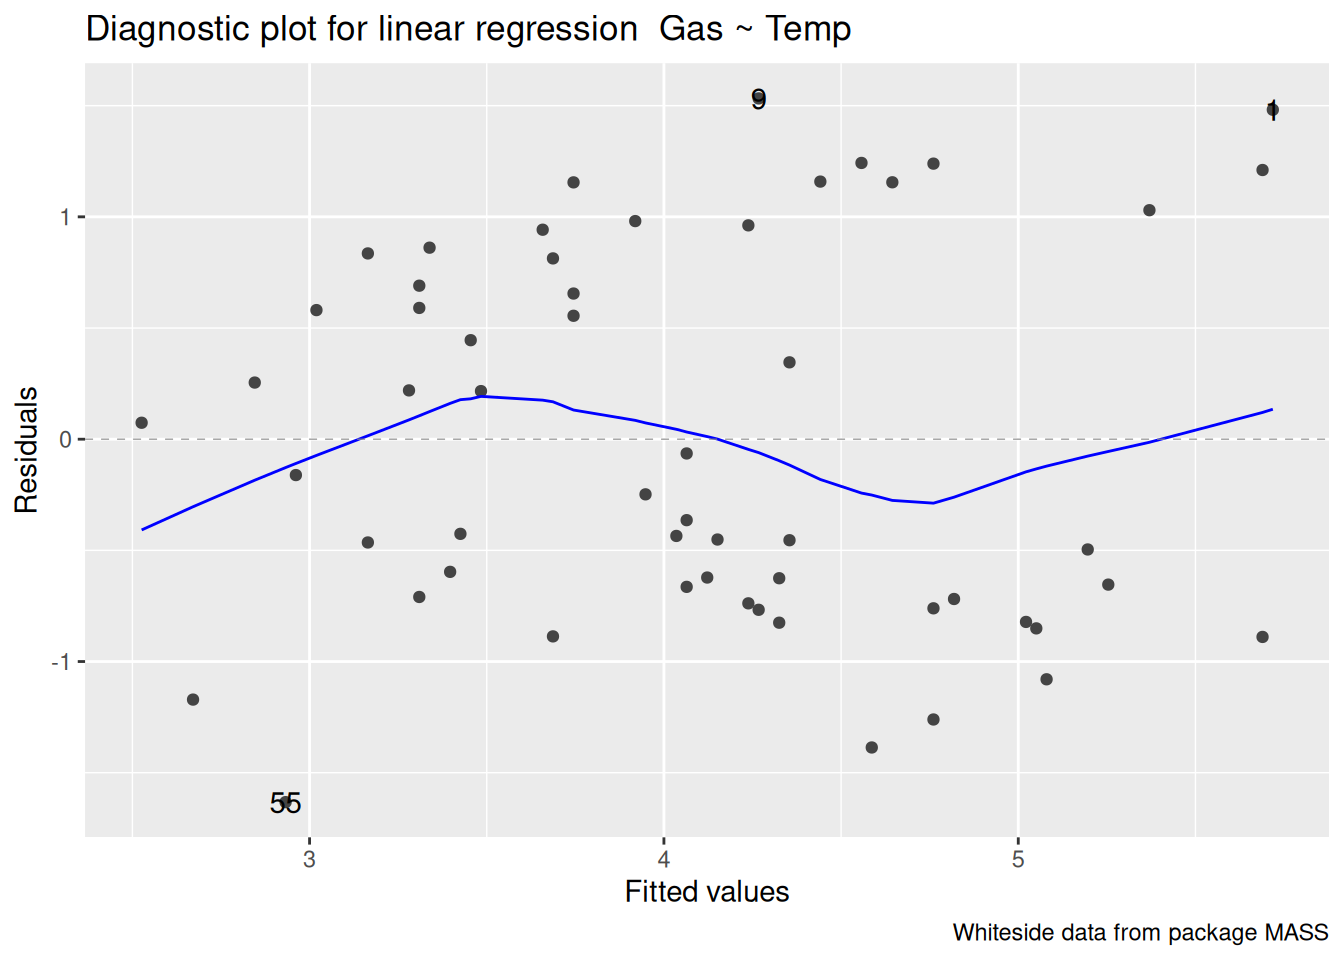 Diagnostic plot for linear regression  Gas ~ Temp
9
1
1
0
-1
55
Residuals
3
4
5
Fitted values
Whiteside data from package MASS